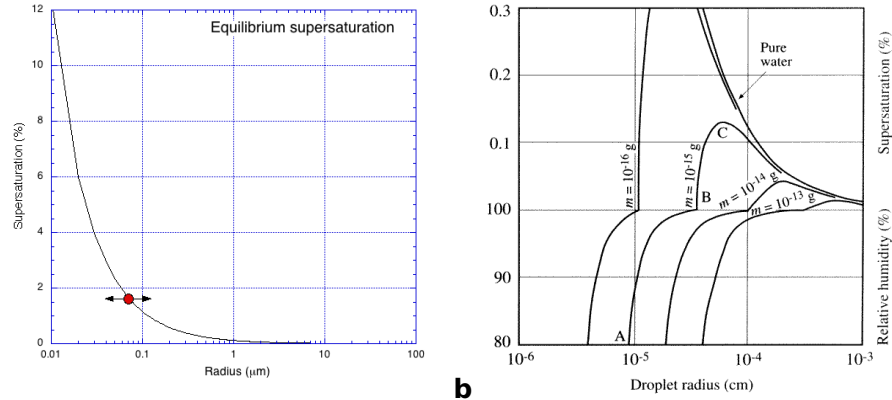 Equilibrium supersaturation
12
10
8
6
4
2
0
Supersaturation (%)
0.01 0.1 1 10 100
Radius (μm)
b
0.3
0.2
0.1
100
90
80
Pure
water
C
B
A
m = 10⁻¹⁶ g
m = 10⁻¹⁵ g
m = 10⁻¹⁴ g
m = 10⁻¹³ g
Supersaturation (%)
Relative humidity (%)
10⁻⁶ 10⁻⁵ 10⁻⁴ 10⁻³
Droplet radius (cm)